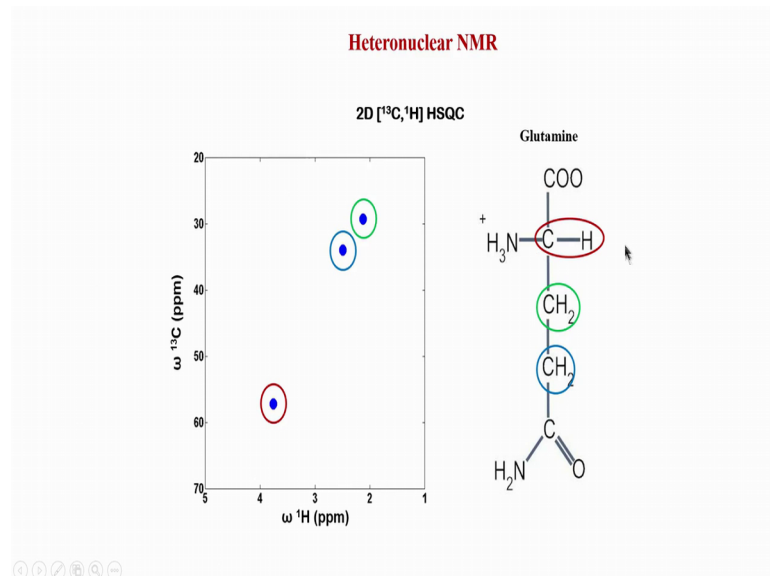 Heteronuclear NMR
2D [¹³C,¹H] HSQC
Glutamine
20
30
40
50
60
70
5 4 3 2 1
ω ¹³C (ppm)
ω ¹H (ppm)
COO
+
H₃N C H
CH₂
CH₂
C
H₂N O